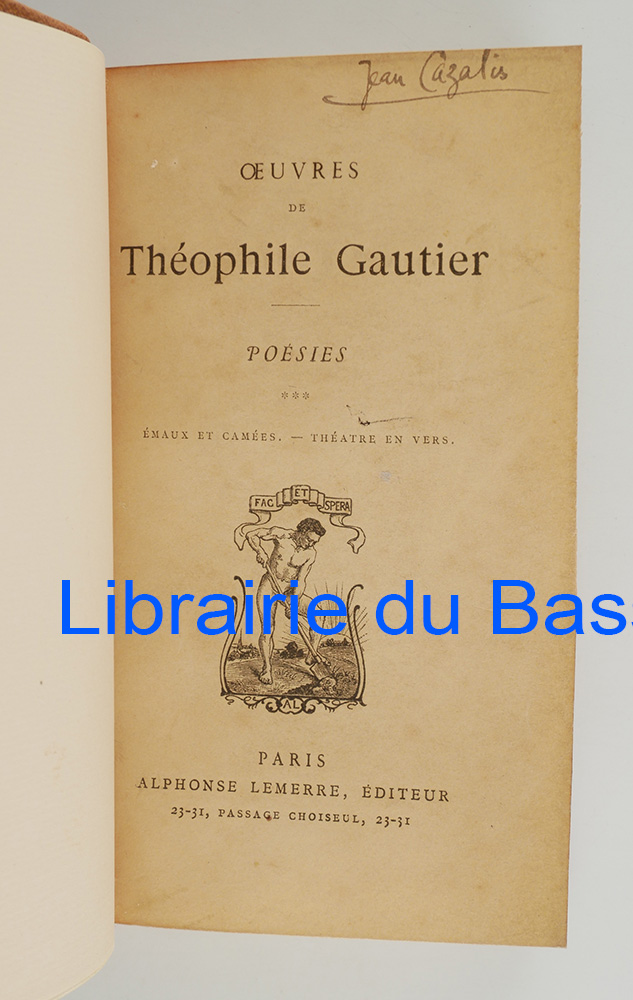 Jean Cazalis
ŒUVRES
DE
Théophile Gautier
POÉSIES
***
ÉMAUX ET CAMÉES. — THÉATRE EN VERS.
FAC ET SPERA
Librairie du Bass
AL
PARIS
ALPHONSE LEMERRE, ÉDITEUR
23-31, PASSAGE CHOISEUL, 23-31